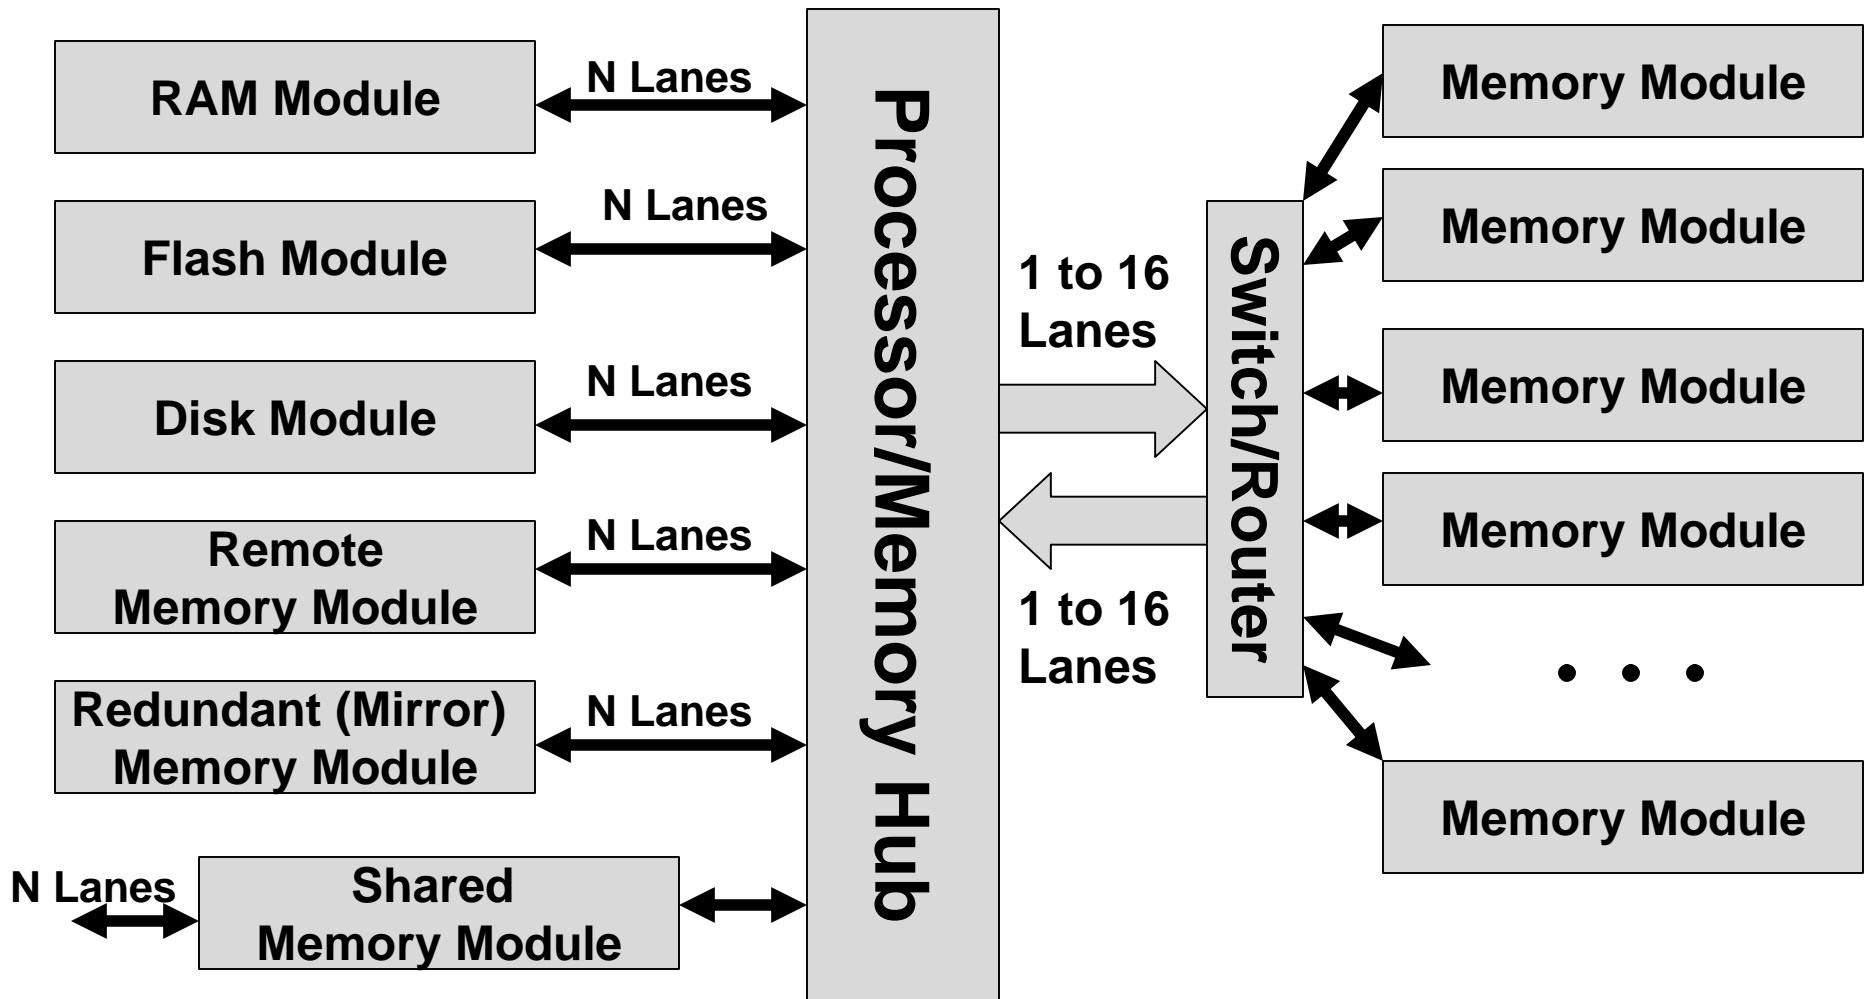 RAM Module
N Lanes
Flash Module
N Lanes
Disk Module
N Lanes
Remote
Memory Module
N Lanes
Redundant (Mirror)
Memory Module
N Lanes
N Lanes
Shared
Memory Module
Processor/Memory Hub
1 to 16
Lanes
1 to 16
Lanes
Switch/Router
Memory Module
Memory Module
Memory Module
Memory Module
• • •
Memory Module